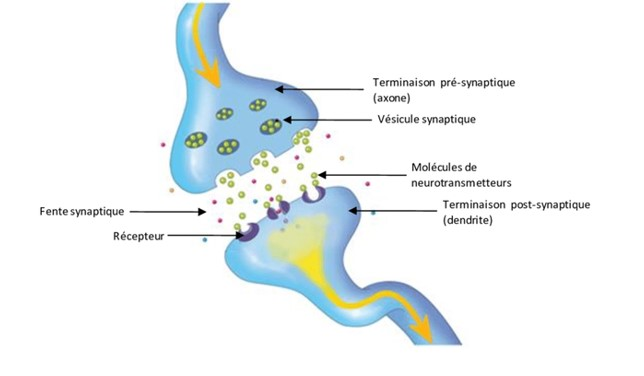 Terminaison pré-synaptique
(axone)
Vésicule synaptique
Molécules de
neurotransmetteurs
Terminaison post-synaptique
(dendrite)
Fente synaptique
Récepteur